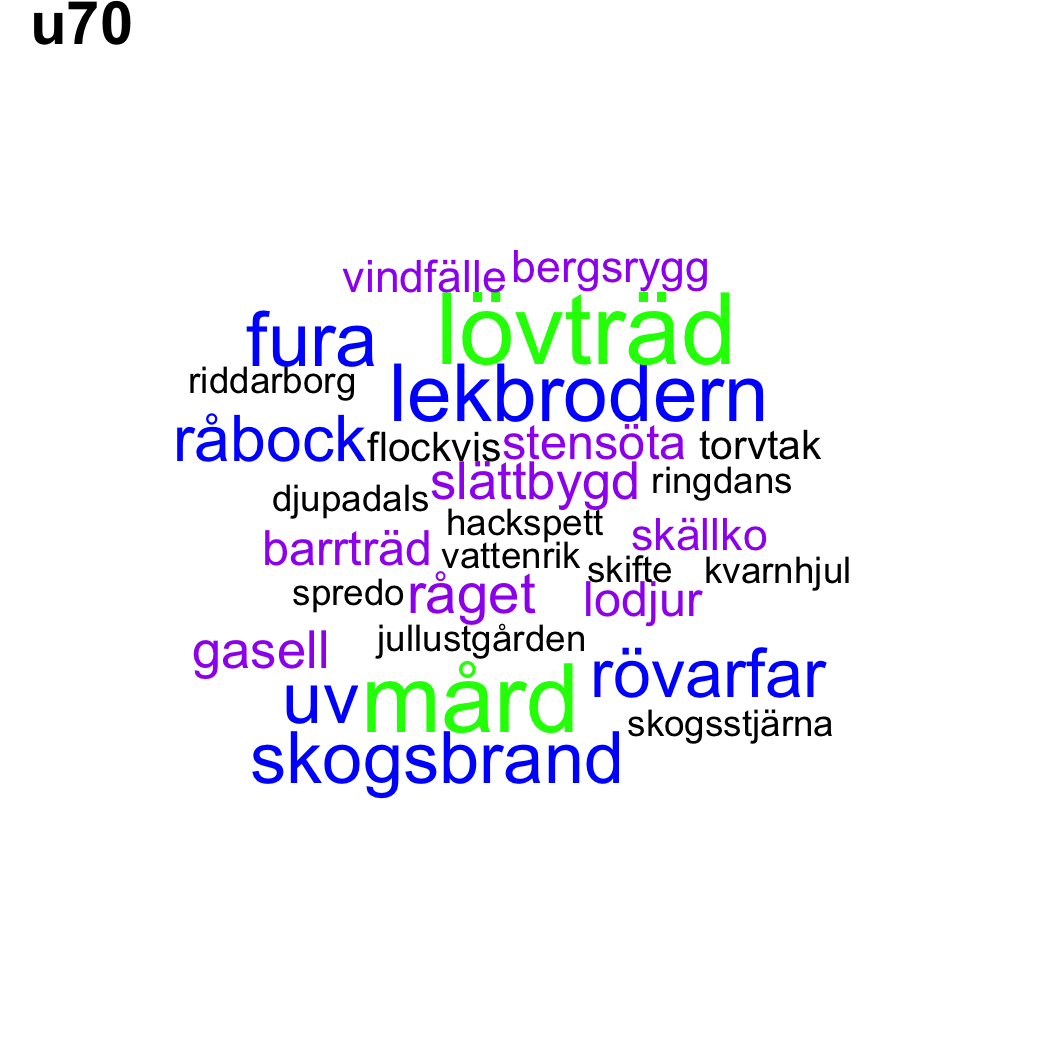 u70
vindfälle bergsrygg
fura lövträd
riddarborg lekbrodern
råbock flockvis stensöta torvtak
djupadals slättbygd ringdans
hackspett skällko
barrträd vattenrik skifte kvarnhjul
spredo råget lodjur
gasell jullustgården
uv mård rövarfar
skogsstjärna
skogsbrand